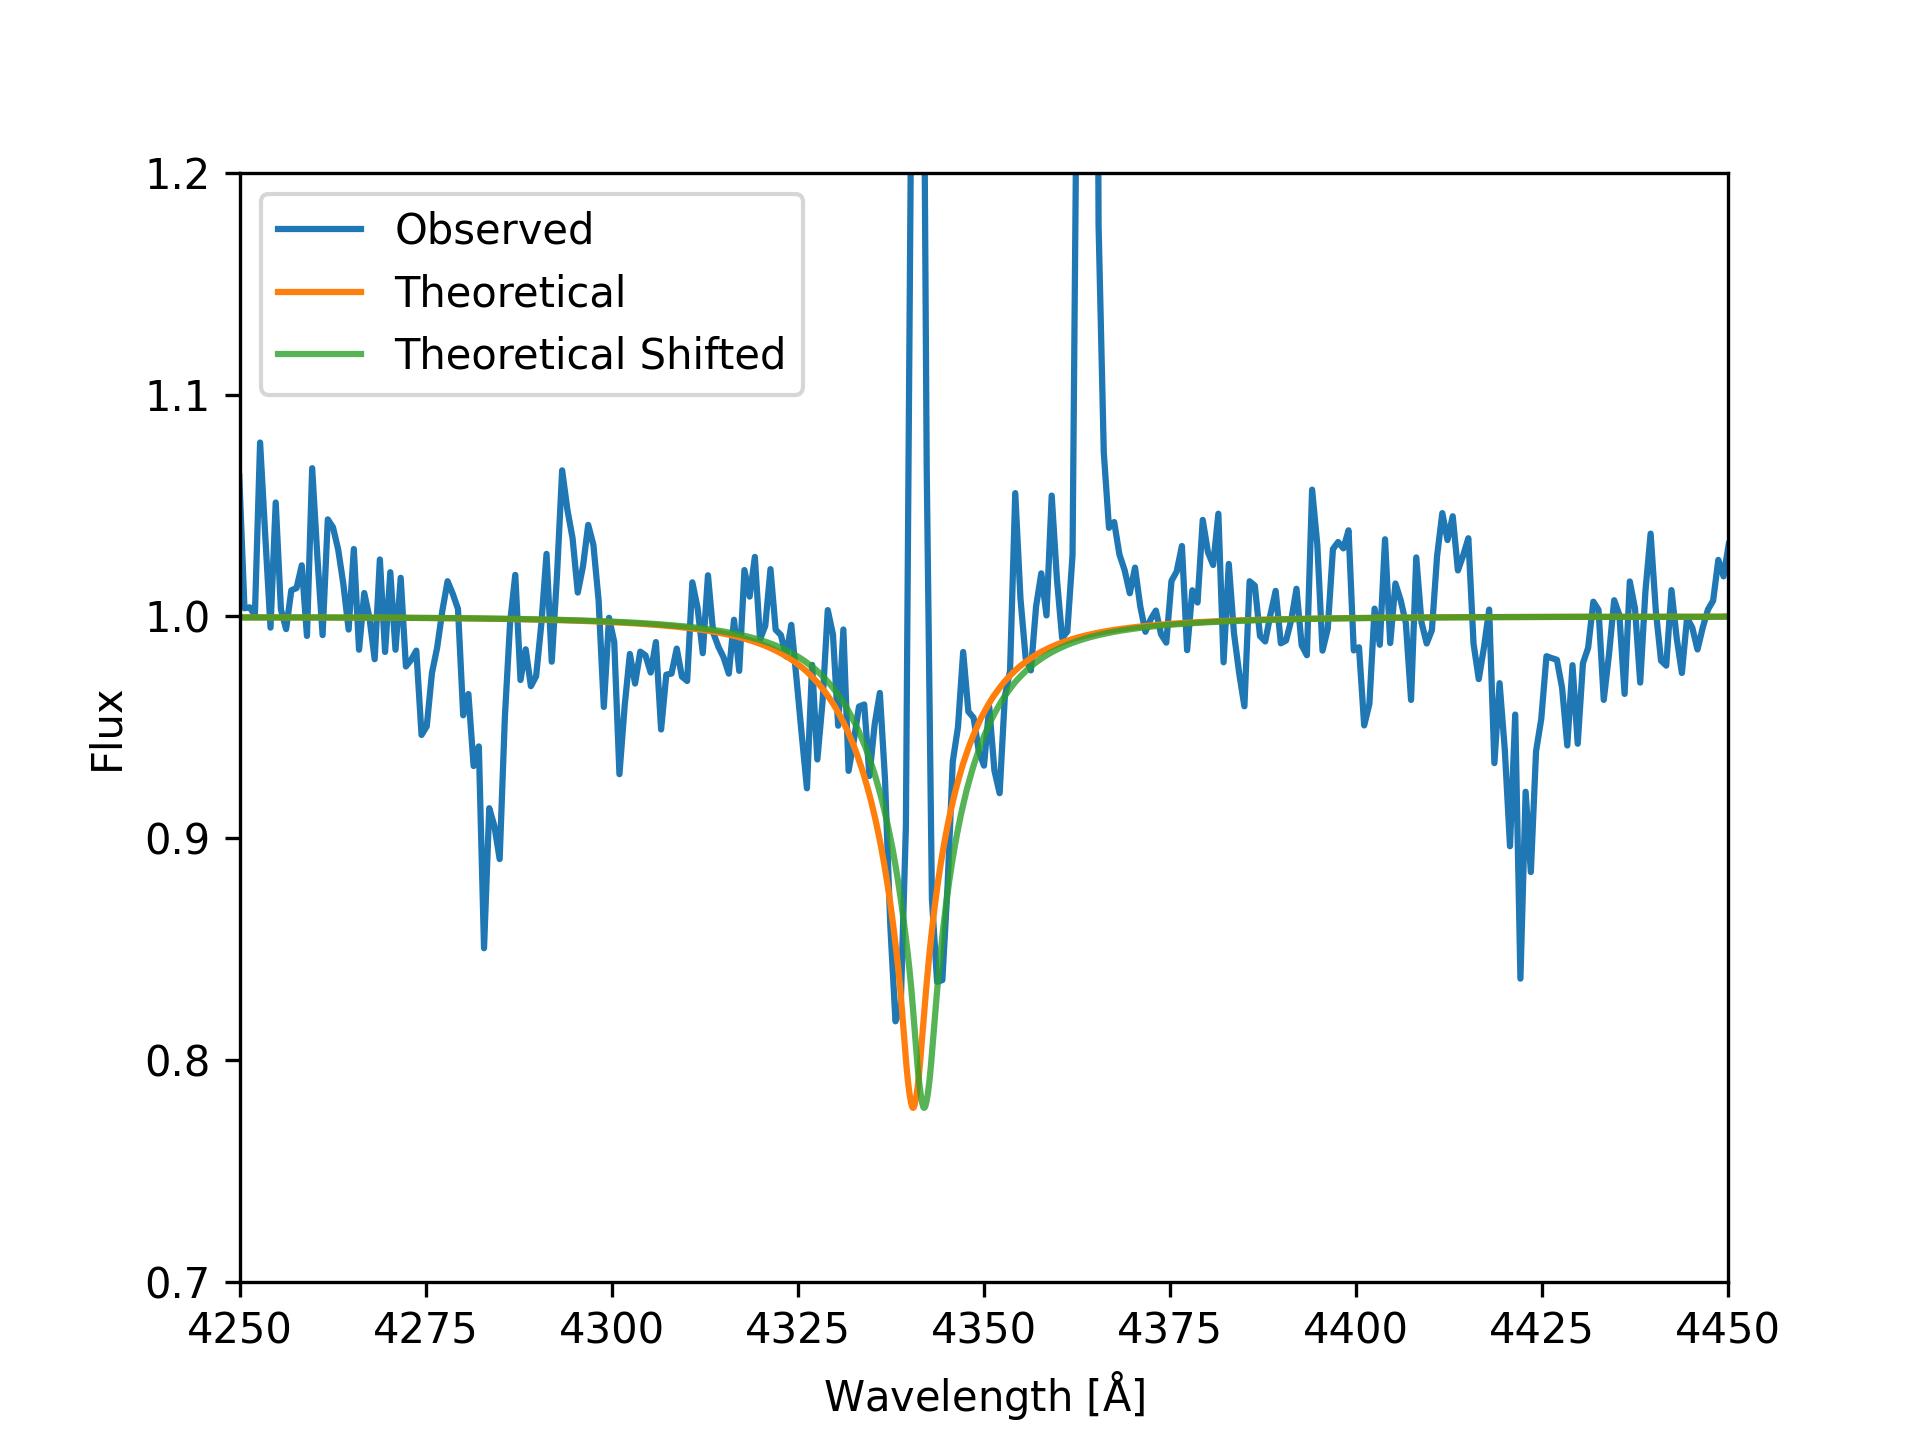 1.2
1.1
1.0
0.9
0.8
0.7
Flux
Observed
Theoretical
Theoretical Shifted
4250 4275 4300 4325 4350 4375 4400 4425 4450
Wavelength [Å]